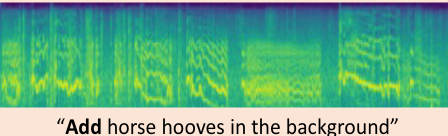 “Add horse hooves in the background”